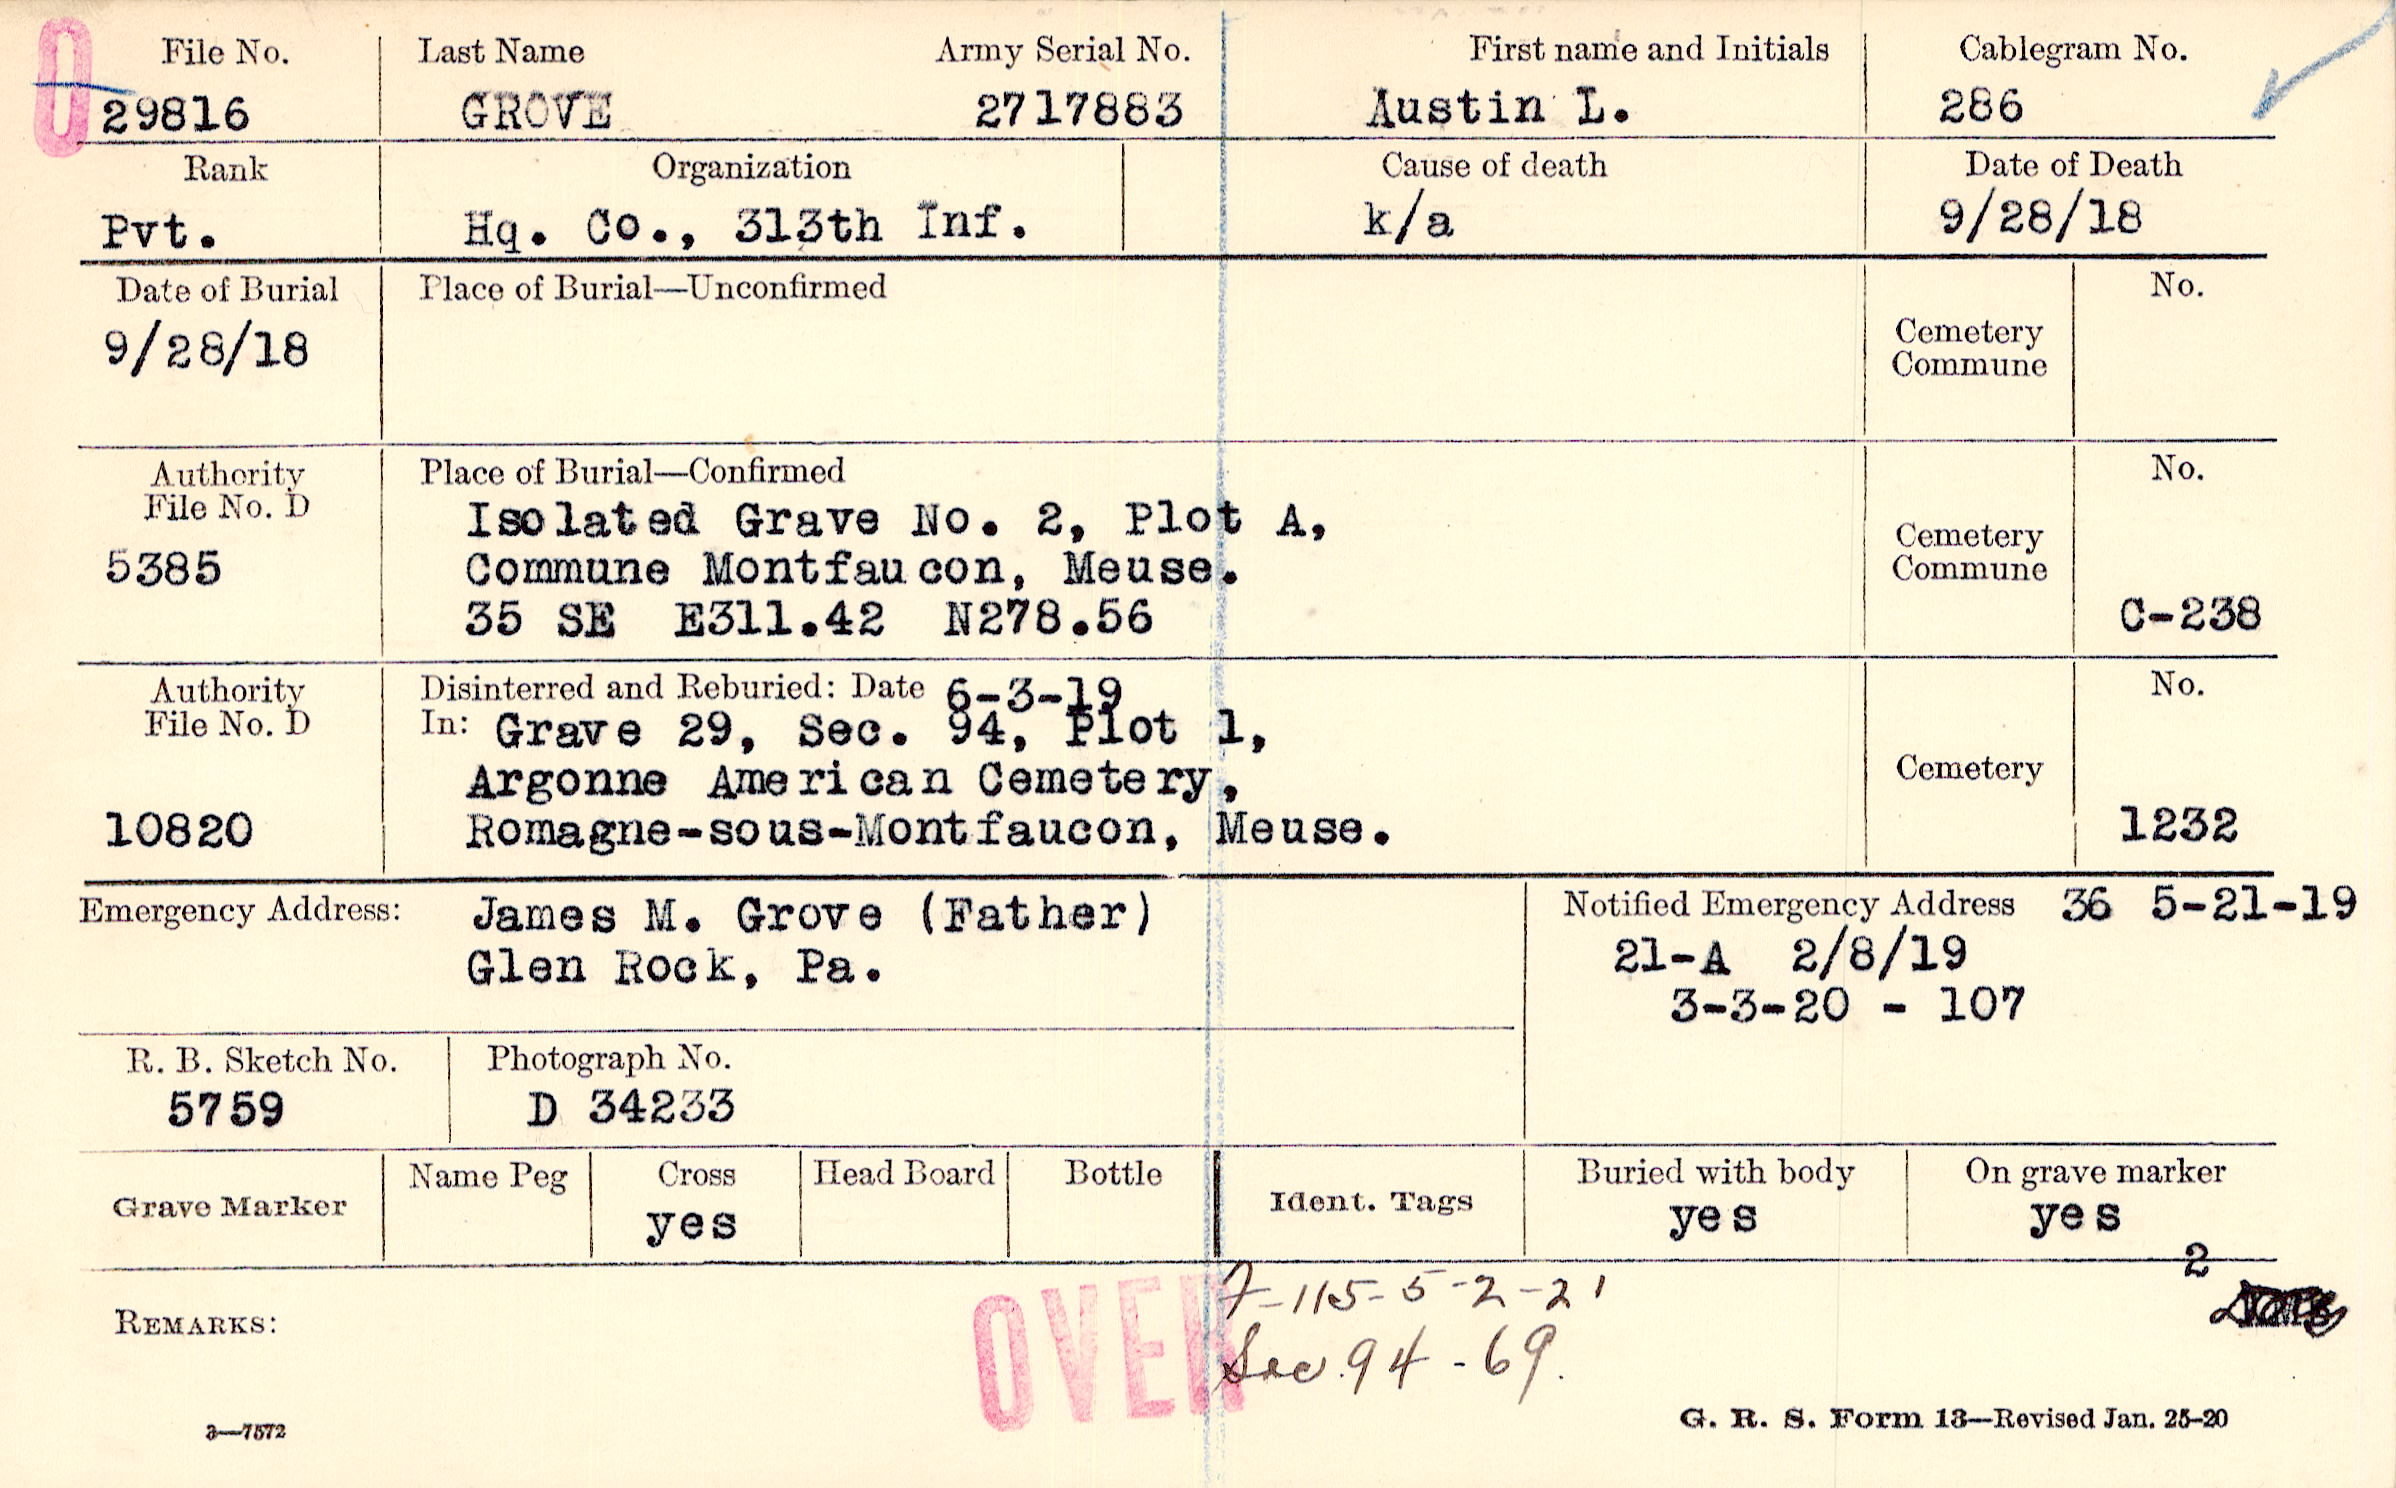 O
File No.
29816
Last Name
GROVE
Army Serial No.
2717883
First name and Initials
Austin L.
Cablegram No.
286
Rank
Pvt.
Organization
Hq. Co., 313th Inf.
Cause of death
k/a
Date of Death
9/28/18
Date of Burial
9/28/18
Place of Burial—Unconfirmed
Cemetery
Commune
No.
Authority
File No. D
5385
Place of Burial—Confirmed
Isolated Grave No. 2, Plot A,
Commune Montfaucon, Meuse.
35 SE E311.42 N278.56
Cemetery
Commune
No.
C-238
Authority
File No. D
10820
Disinterred and Reburied: Date 6-3-19
In: Grave 29, Sec. 94, Plot 1,
Argonne American Cemetery,
Romagne-sous-Montfaucon, Meuse.
Cemetery
No.
1232
Emergency Address: James M. Grove (Father)
Glen Rock, Pa.
Notified Emergency Address 36 5-21-19
21-A 2/8/19
3-3-20 - 107
R. B. Sketch No.
5759
Photograph No.
D 34233
Grave Marker
Name Peg
Cross
yes
Head Board
Bottle
Ident. Tags
Buried with body
yes
On grave marker
yes
2
REMARKS:
OVER
7-115-5-2-21
Sec. 94-69.
3—7572
G. R. S. Form 13—Revised Jan. 25-20